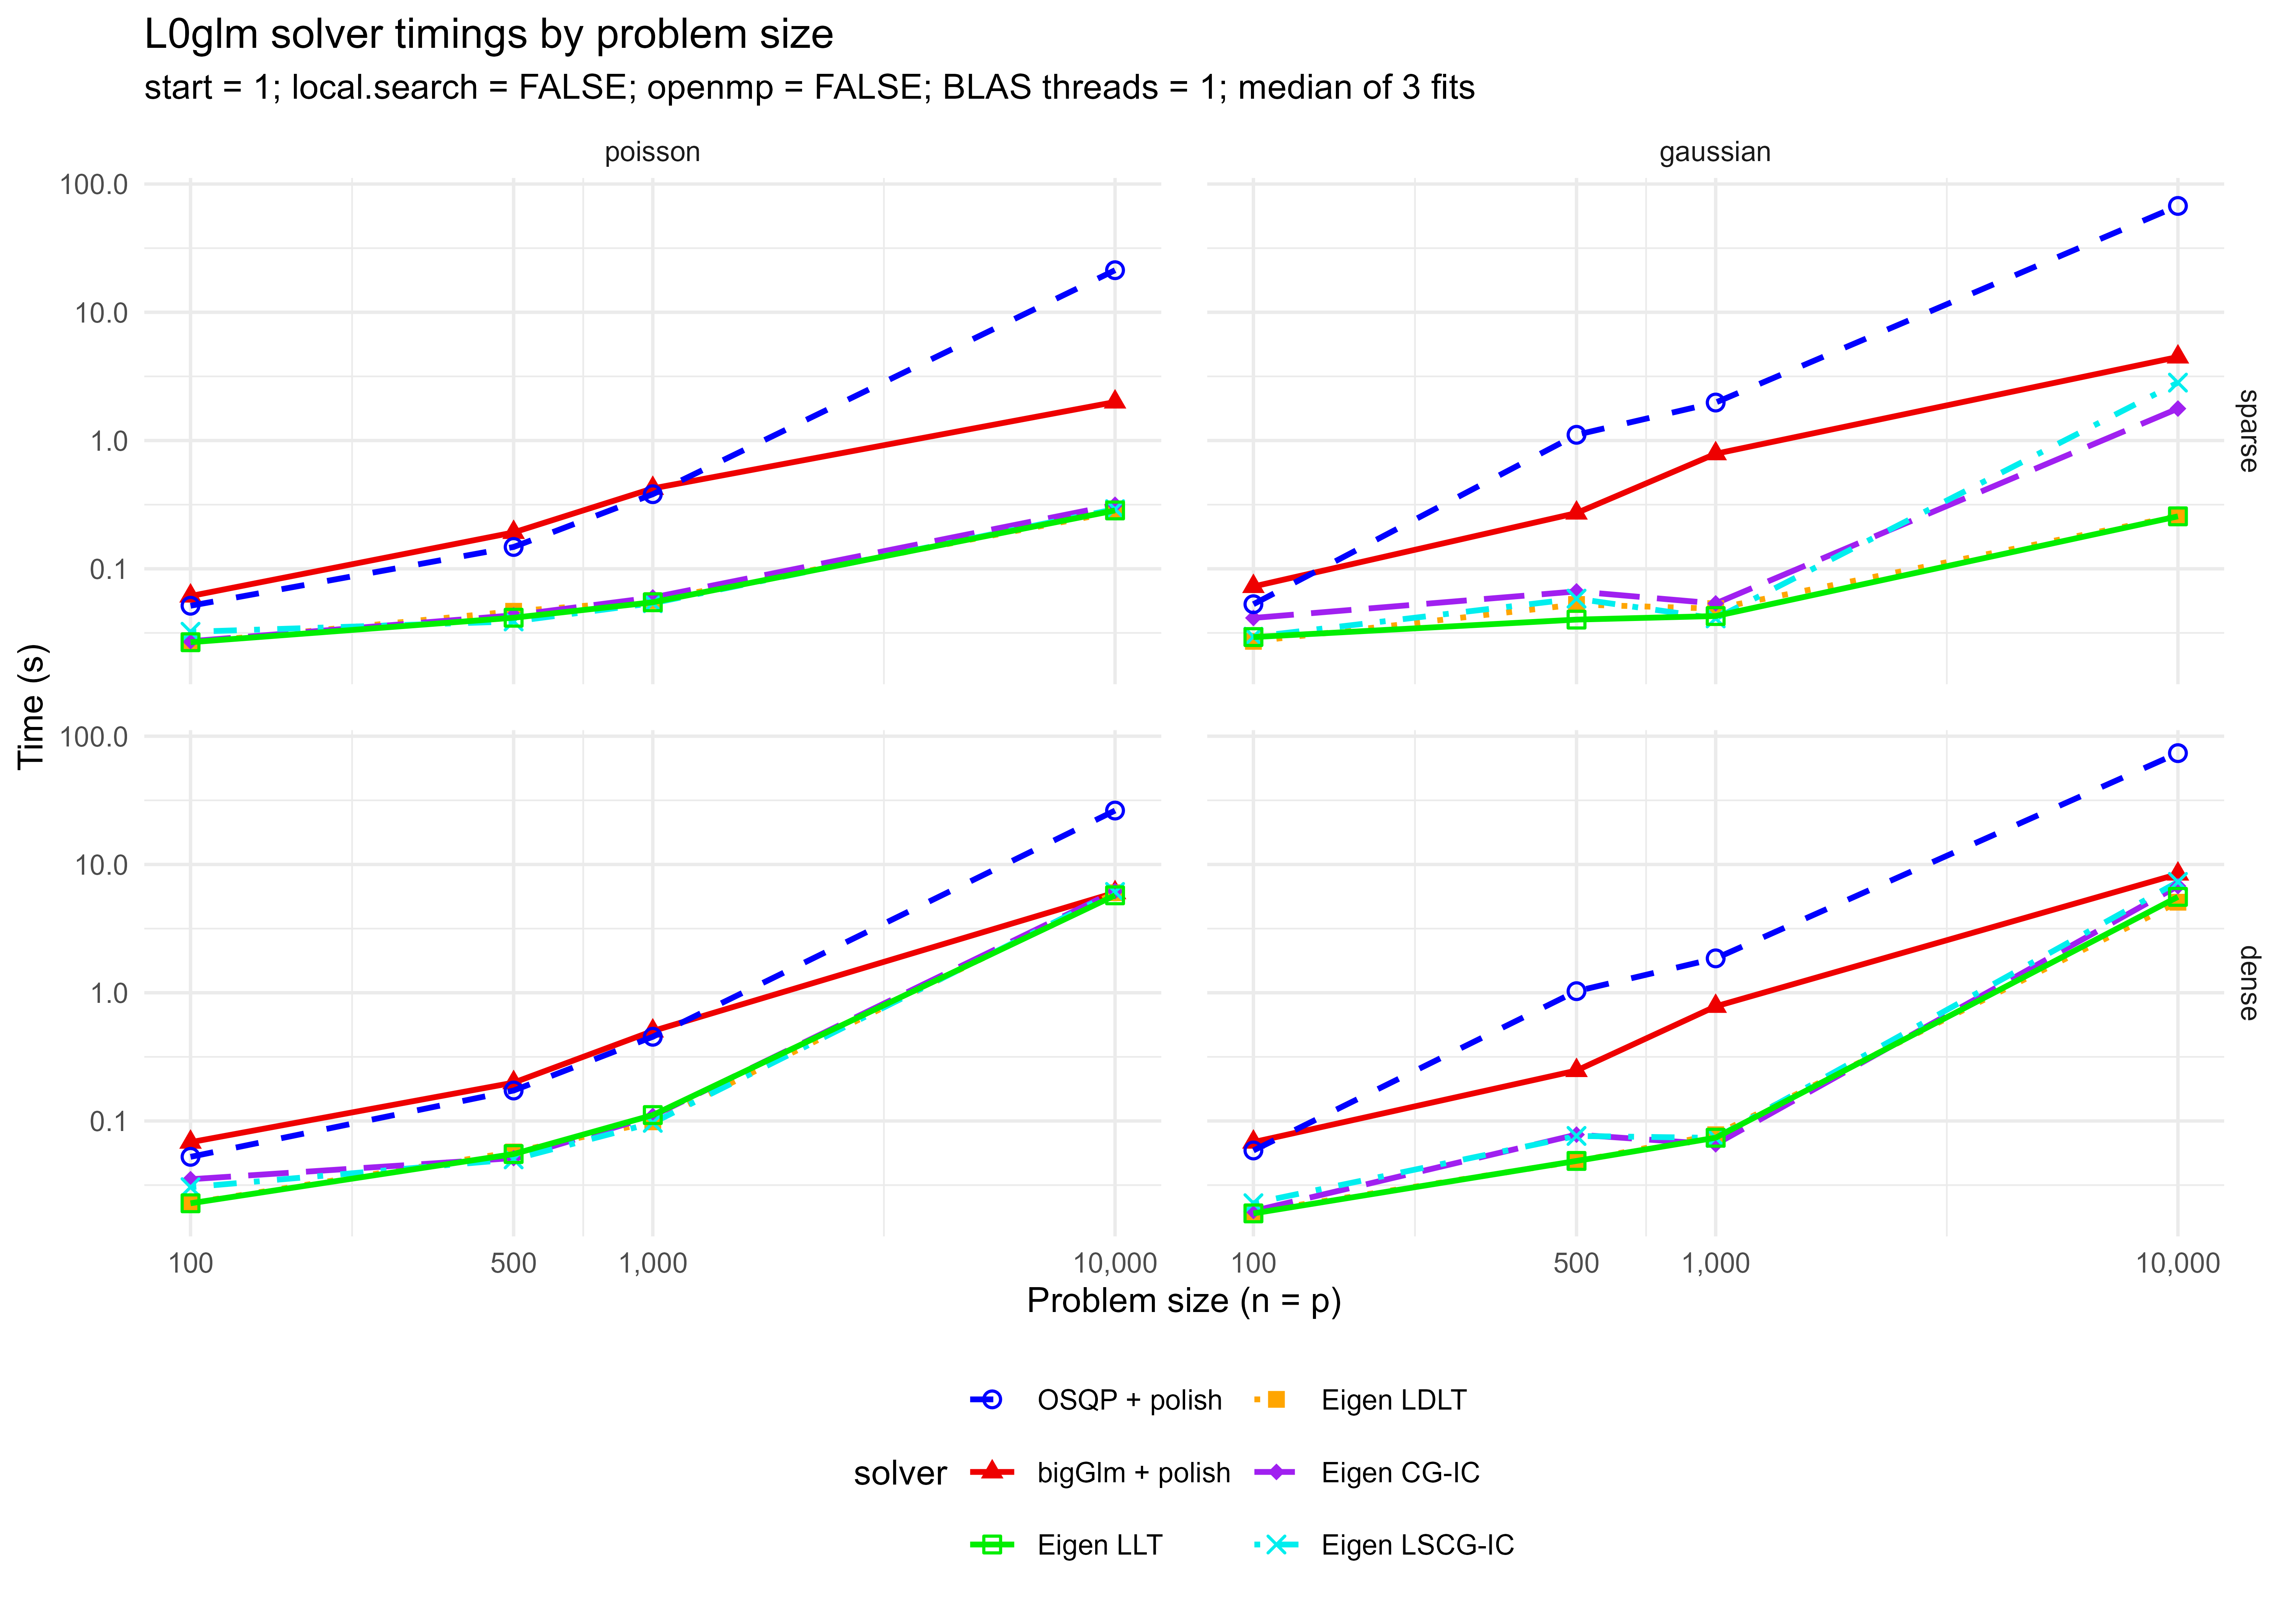 L0glm solver timings by problem size
start = 1; local.search = FALSE; openmp = FALSE; BLAS threads = 1; median of 3 fits
poisson
gaussian
100.0
10.0
1.0
0.1
sparse
Time (s)
100.0
10.0
1.0
0.1
dense
100 500 1,000 10,000
100 500 1,000 10,000
Problem size (n = p)
solver
OSQP + polish
bigGlm + polish
Eigen LLT
Eigen LDLT
Eigen CG-IC
Eigen LSCG-IC